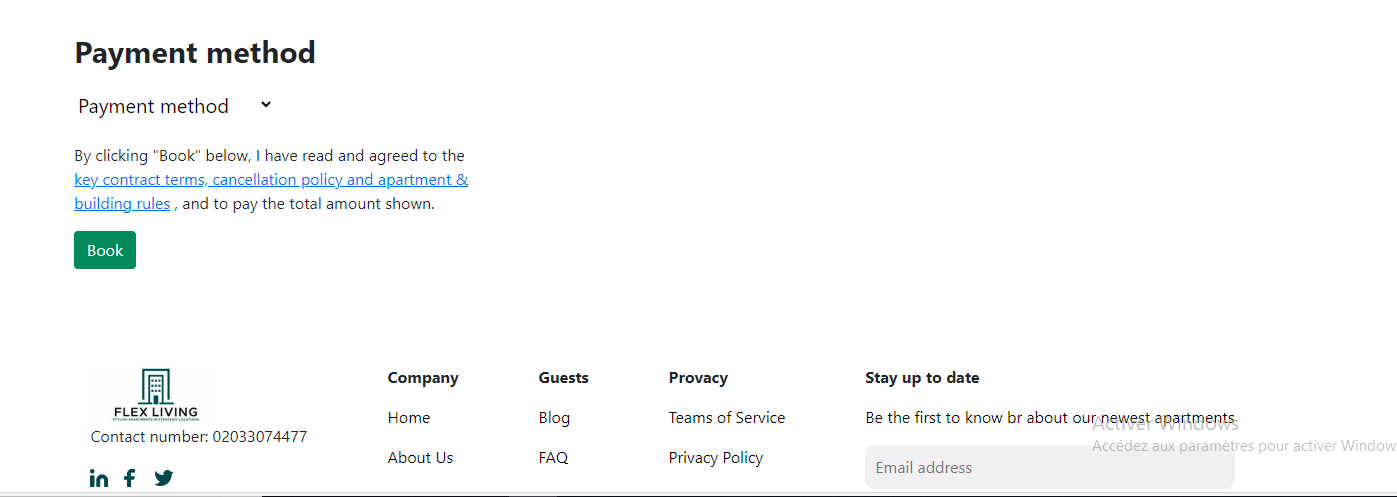 Payment method
Payment method
By clicking "Book" below, I have read and agreed to the
key contract terms, cancellation policy and apartment &
building rules , and to pay the total amount shown.
Book
FLEX LIVING
STYLISH APARTMENTS IN STRATEGIC LOCATIONS
Contact number: 02033074477
Company
Home
About Us
Guests
Blog
FAQ
Provacy
Teams of Service
Privacy Policy
Stay up to date
Be the first to know br about our newest apartments
Email address
Activer Windows
Accédez aux paramètres pour activer Window